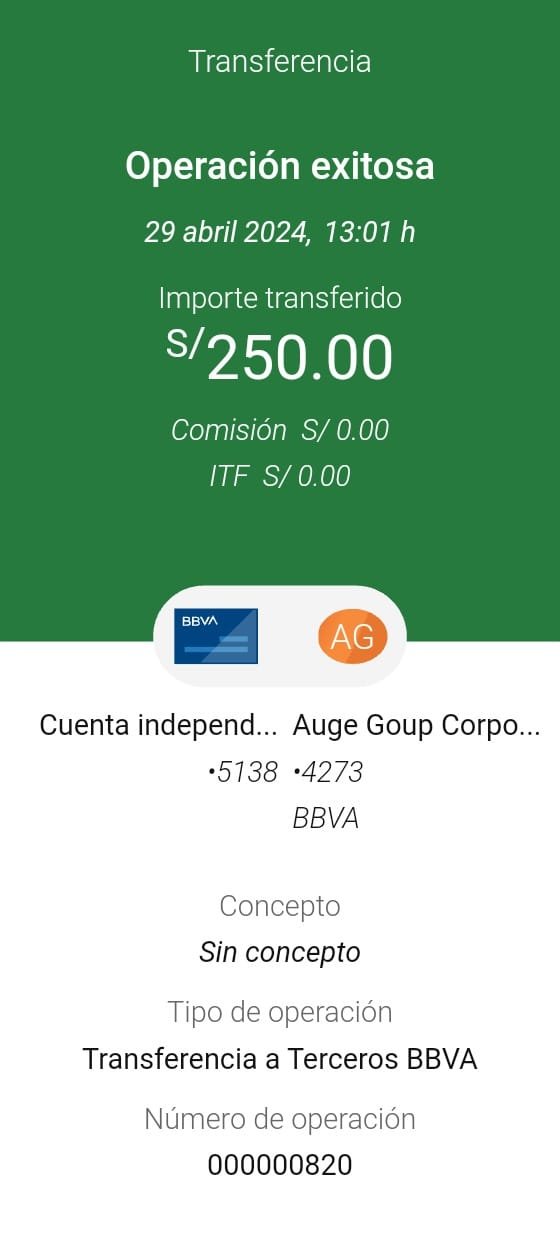 Transferencia
Operación exitosa
29 abril 2024, 13:01 h
Importe transferido
S/250.00
Comisión S/ 0.00
ITF S/ 0.00
BBVA
AG
Cuenta independ... Auge Goup Corpo...
•5138 •4273
BBVA
Concepto
Sin concepto
Tipo de operación
Transferencia a Terceros BBVA
Número de operación
000000820